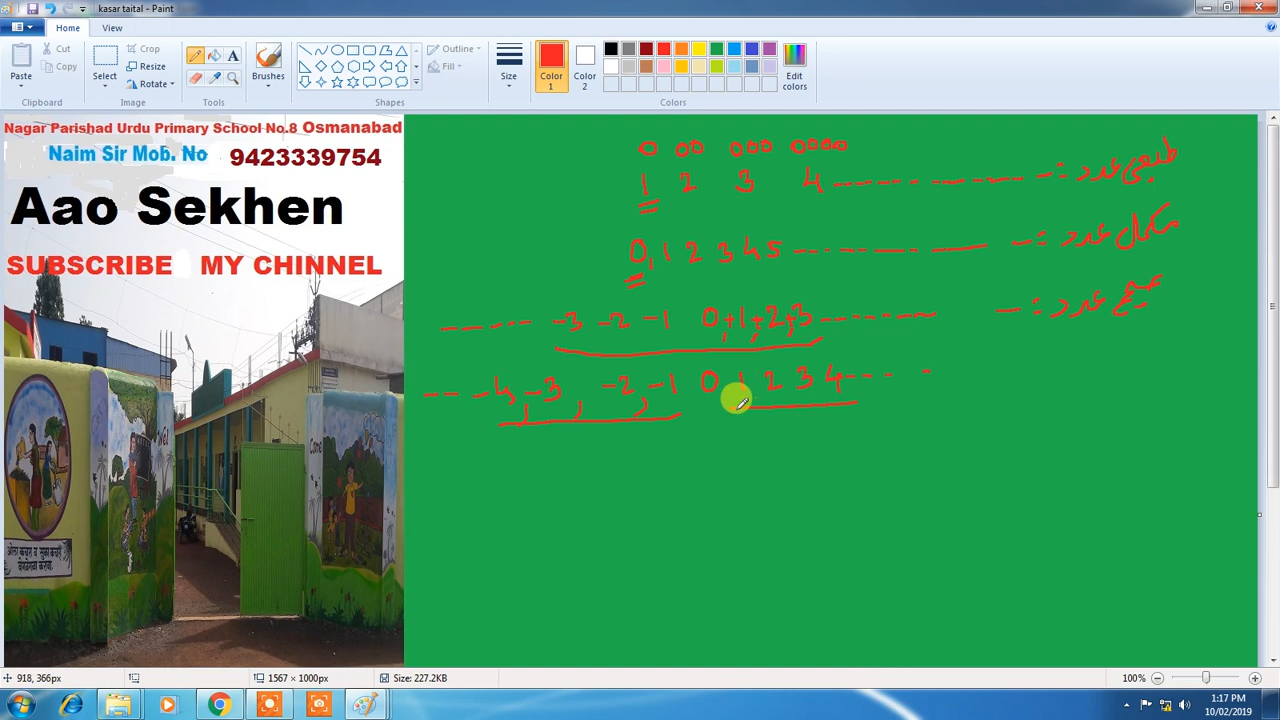 kasar taital - Paint
Home View
Paste
Cut
Copy
Clipboard
Select
Crop
Resize
Rotate
Image
Tools
Brushes
Outline
Fill
Shapes
Size
Color 1
Color 2
Edit colors
Colors
Nagar Parishad Urdu Primary School No.8 Osmanabad
Naim Sir Mob. No 9423339754
Aao Sekhen
SUBSCRIBE MY CHINNEL
0 00 000 0000
طبعی عدد :- 1 2 3 4 ----------
مکمل عدد :- 0, 1 2 3 4 5 ----------
صحیح عدد :- ------ -3 -2 -1 0, +1, +2, +3 --------
-- -4, -3, -2, -1 0 1 2 3 4 --- -
918, 366px
1567 × 1000px
Size: 227.2KB
100%
1:17 PM
10/02/2019